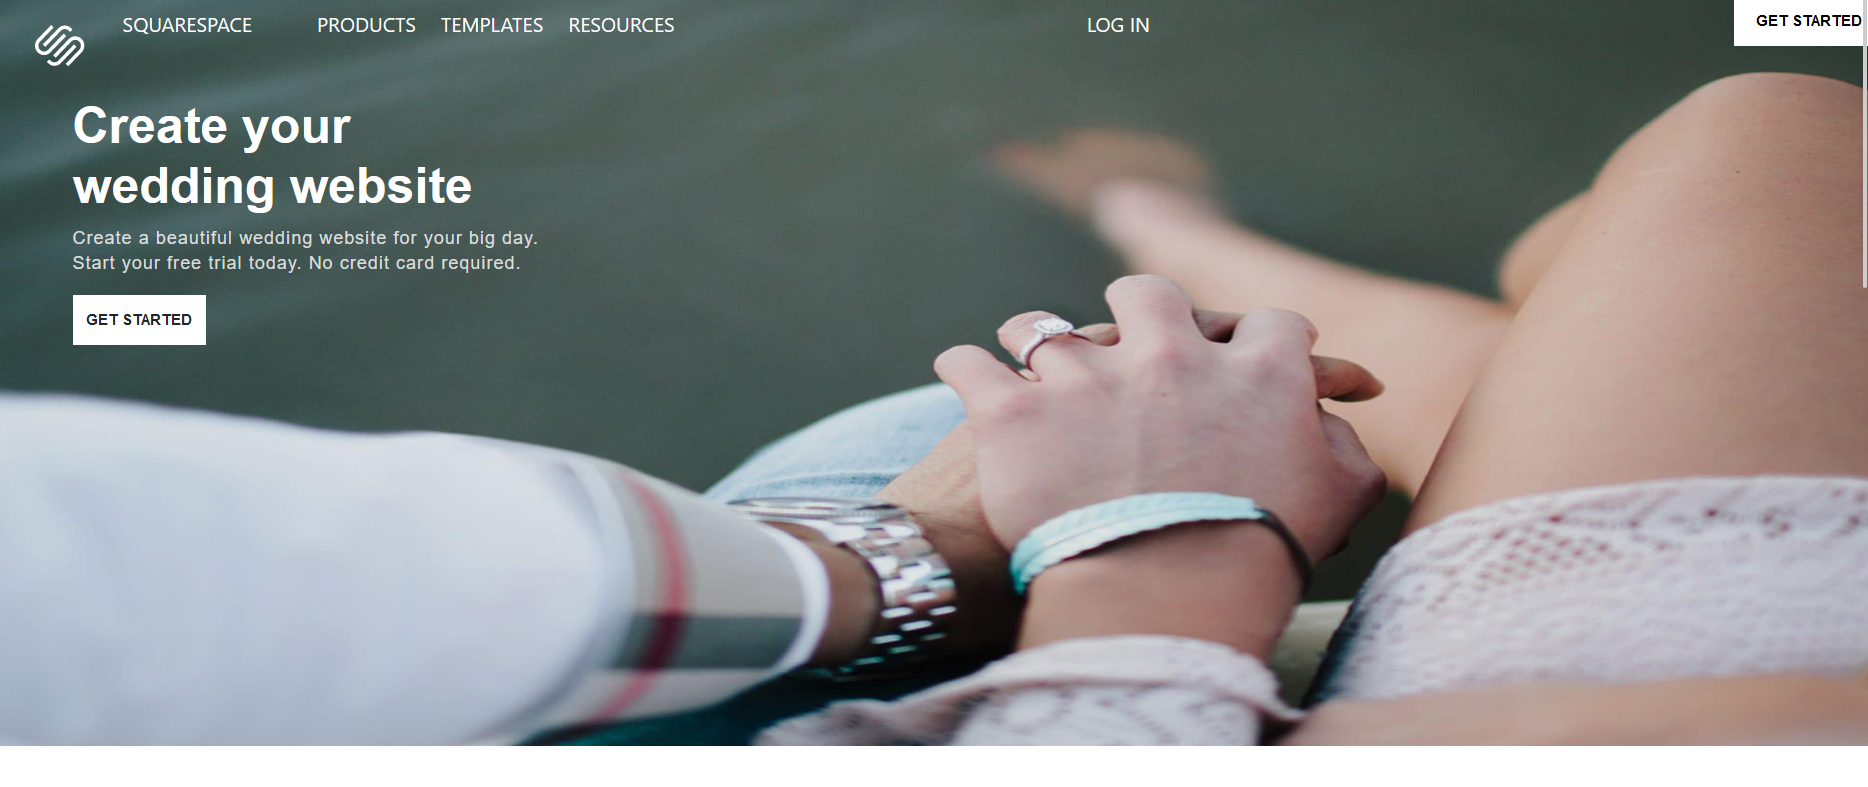 SQUARESPACE PRODUCTS TEMPLATES RESOURCES LOG IN GET STARTED
Create your
wedding website
Create a beautiful wedding website for your big day.
Start your free trial today. No credit card required.
GET STARTED